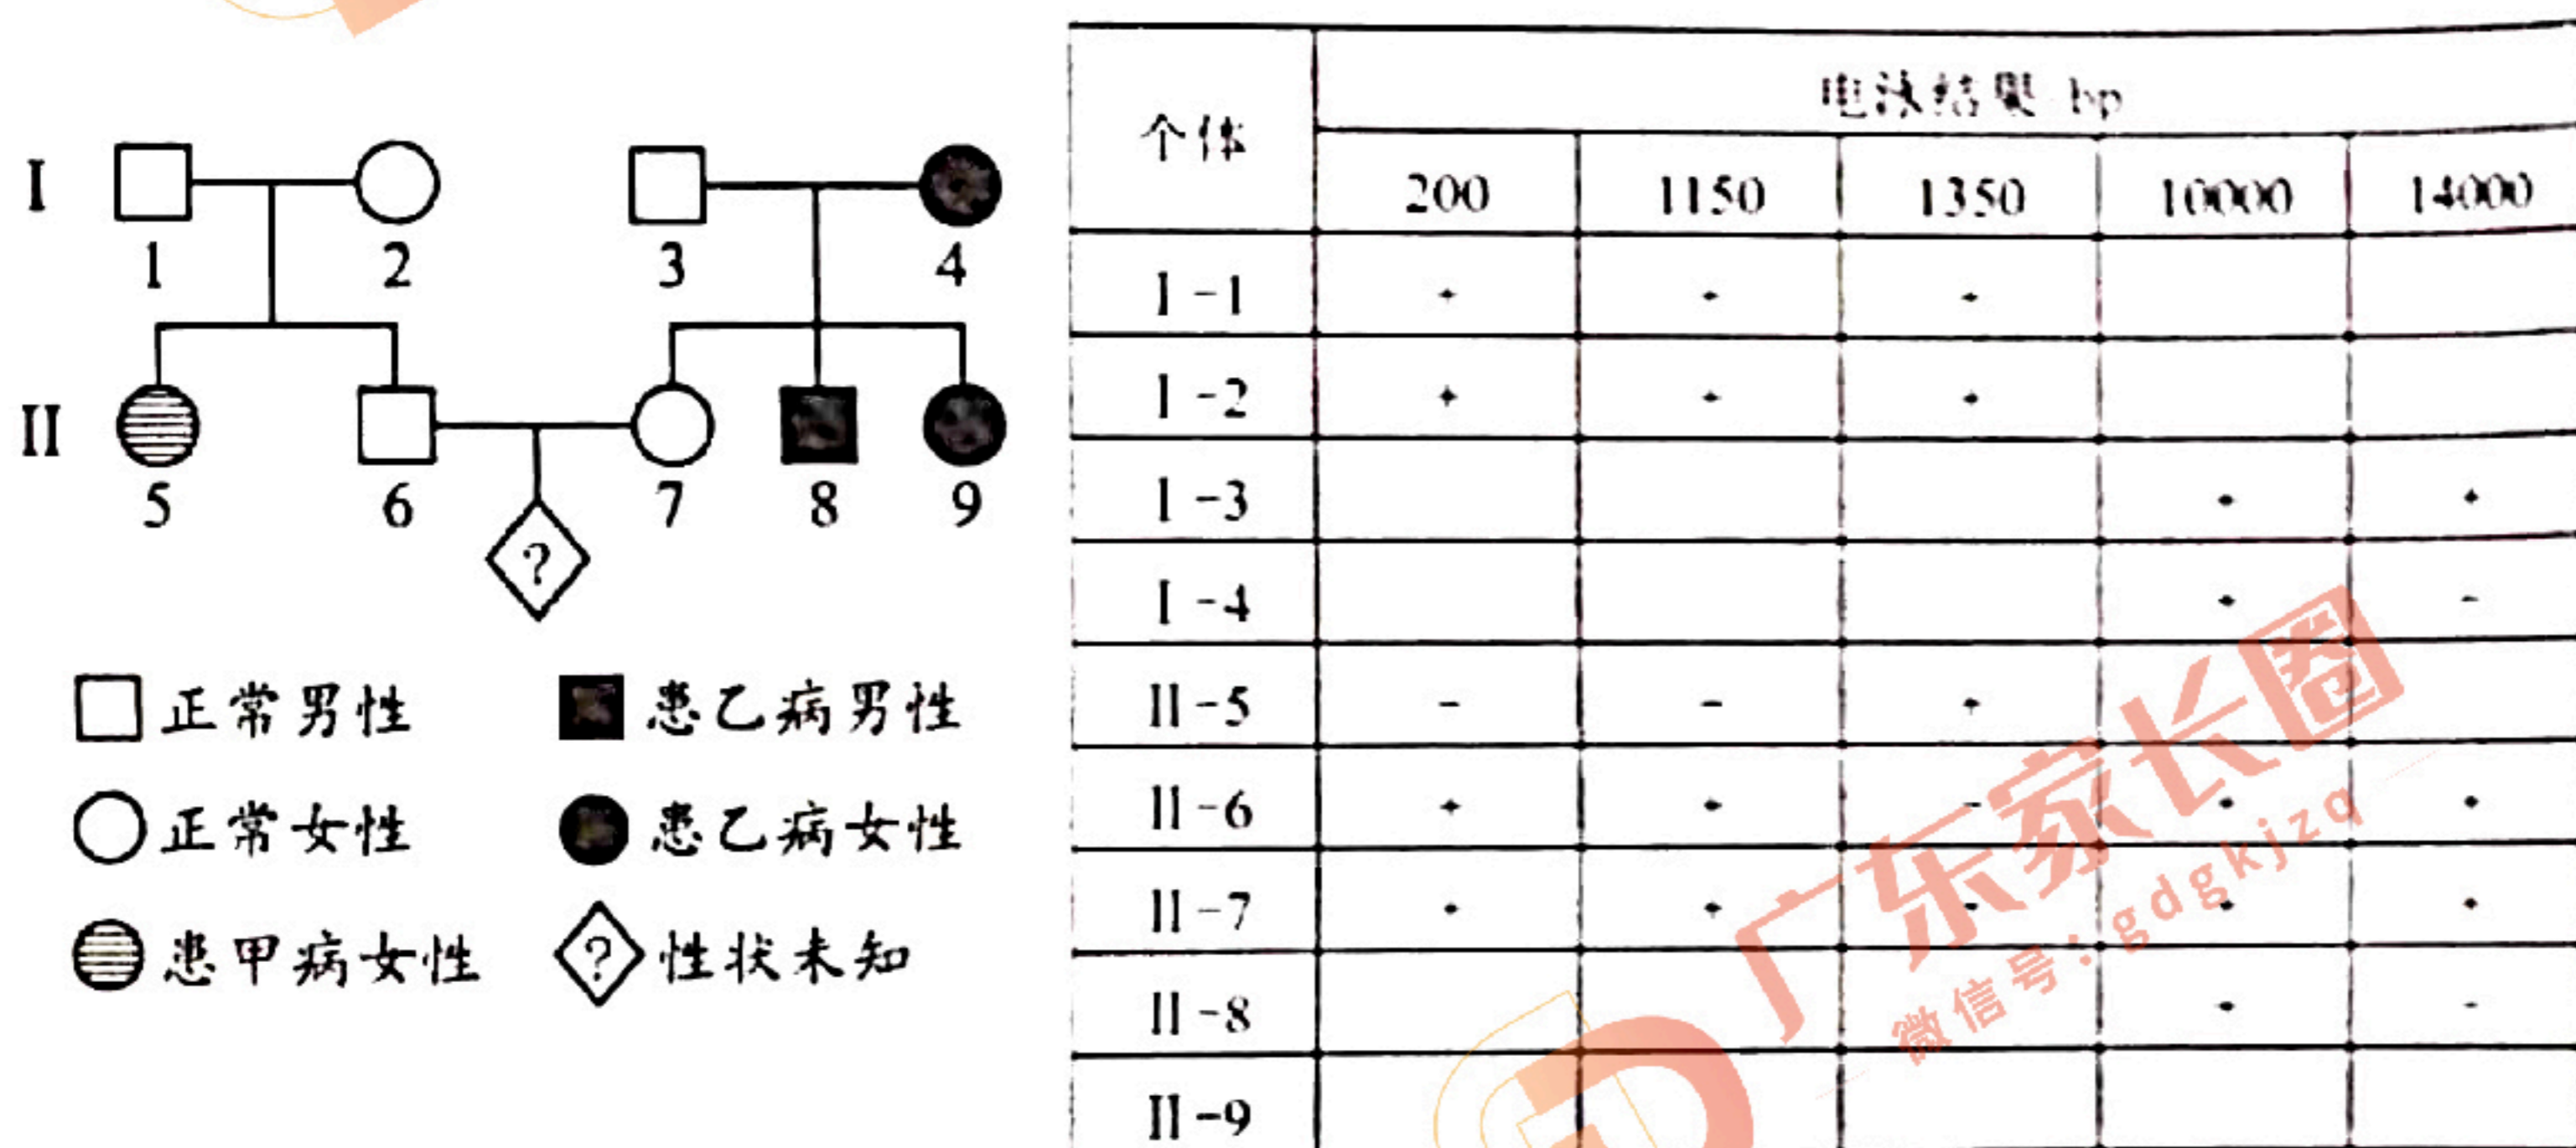 I
1
2
3
4
II
5
6
7
8
9
?
正常男性
患乙病男性
正常女性
患乙病女性
患甲病女性
?
性状未知
个体
电泳结果 bp
200
1150
1350
10000
14000
I-1
+
+
+
I-2
+
+
+
I-3
+
+
I-4
+
-
II-5
-
-
+
II-6
+
+
-
+
+
II-7
+
+
+
II-8
+
-
II-9
广东家长圈
微信号:gdgkjzq